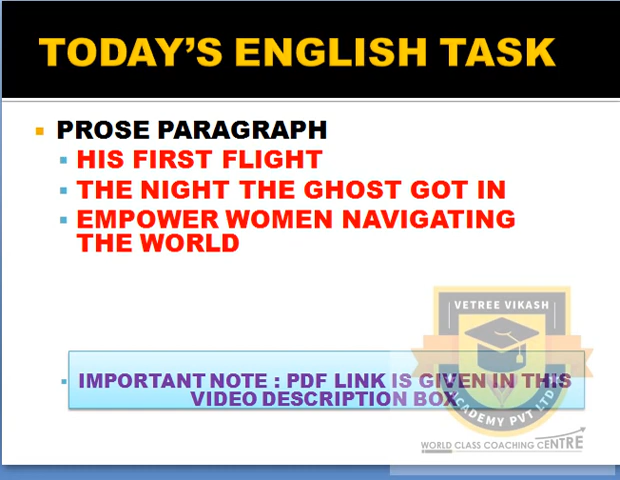 TODAY'S ENGLISH TASK
PROSE PARAGRAPH
HIS FIRST FLIGHT
THE NIGHT THE GHOST GOT IN
EMPOWER WOMEN NAVIGATING
THE WORLD
IMPORTANT NOTE : PDF LINK IS GIVEN IN THIS
VIDEO DESCRIPTION BOX
VETREE VIKASH
ACADEMY PVT LTD
WORLD CLASS COACHING CENTRE